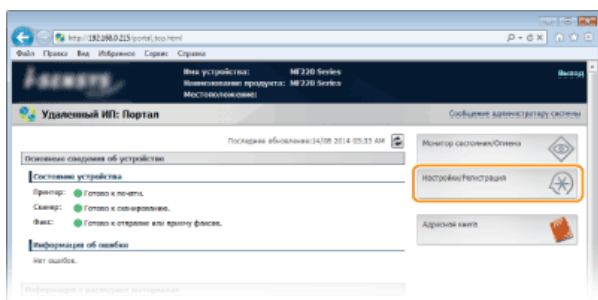 http://192.168.0.215/portal_top.html
Файл Правка Вид Избранное Сервис Справка
Имя устройства: MF220 Series
Наименование продукта: MF220 Series
Местоположение:
Выход
Удаленный ИП: Портал
Сообщение администратору системы
Последнее обновление:14/08 2014 05:33 AM
Основные сведения об устройстве
Состояние устройства
Принтер: Готово к печати.
Сканер: Готово к сканированию.
Факс: Готово к отправке или приему факсов.
Информация об ошибке
Нет ошибок.
Информация о расходных материалах
Монитор состояния/Отмена
Настройки/Регистрация
Адресная книга